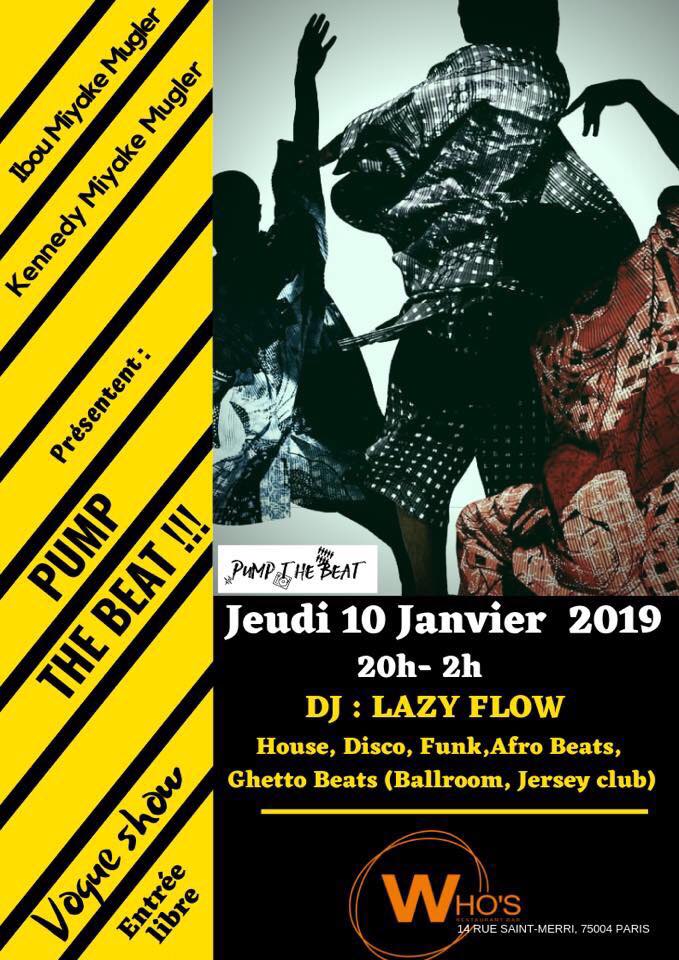 Ibou Miyake Mugler
Kennedy Miyake Mugler
Présentent :
PUMP
THE BEAT !!!
Vogue show
Entrée
libre
PUMP THE BEAT
Jeudi 10 Janvier 2019
20h- 2h
DJ : LAZY FLOW
House, Disco, Funk,Afro Beats,
Ghetto Beats (Ballroom, Jersey club)
WHO'S
RESTAURANT BAR
14 RUE SAINT-MERRI, 75004 PARIS